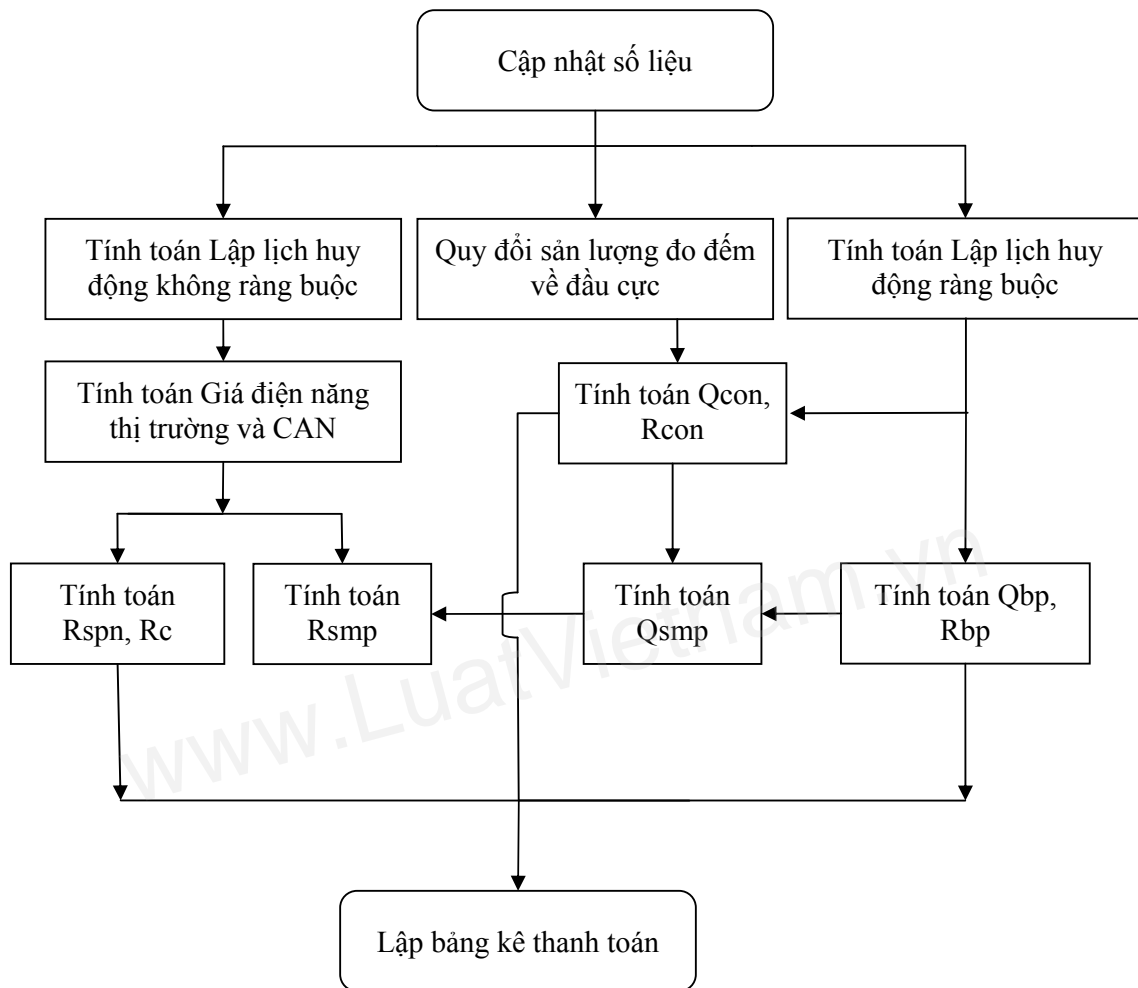 Cập nhật số liệu
Tính toán Lập lịch huy
động không ràng buộc
Quy đổi sản lượng đo đếm
về đầu cực
Tính toán Lập lịch huy
động ràng buộc
Tính toán Giá điện năng
thị trường và CAN
Tính toán Qcon,
Rcon
Tính toán
Rspn, Rc
Tính toán
Rsmp
Tính toán
Qsmp
Tính toán Qbp,
Rbp
www.LuatVietnam.vn
Lập bảng kê thanh toán